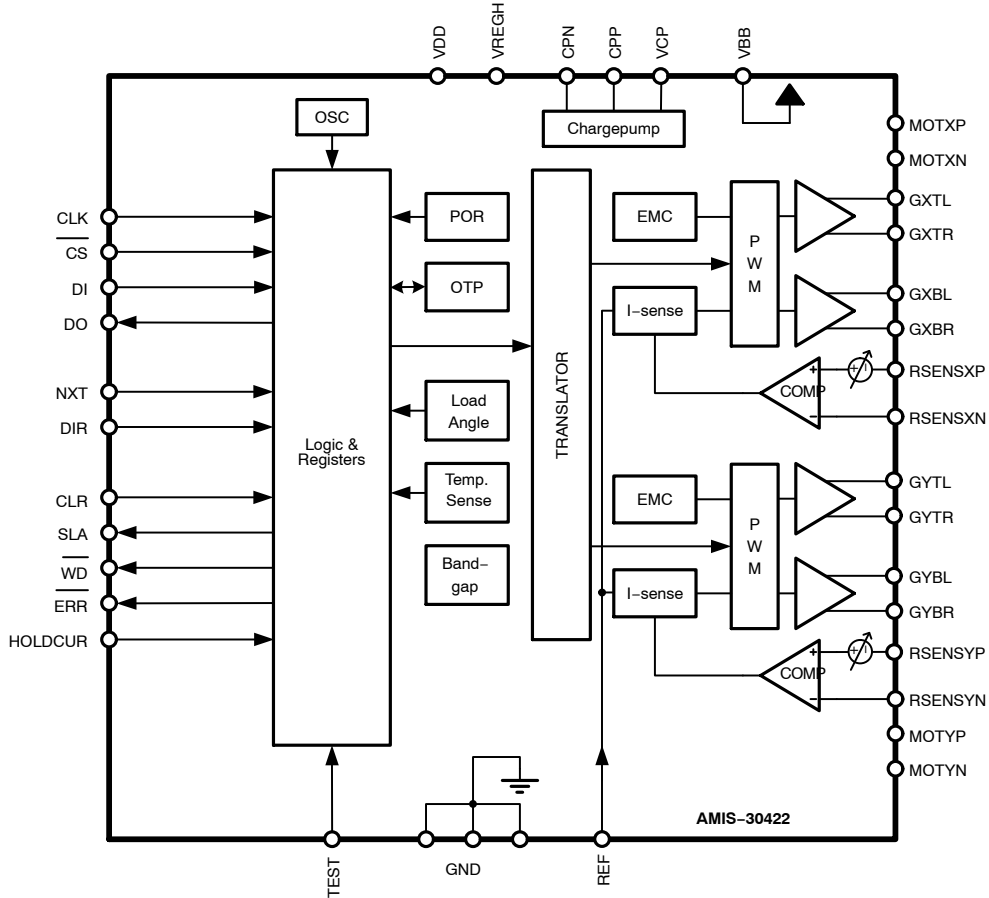 VDD
VREGH
CPN
CPP
VCP
VBB
OSC
Chargepump
MOTXP
MOTXN
CLK
CS
DI
DO
NXT
DIR
CLR
SLA
WD
ERR
HOLDCUR
Logic &
Registers
POR
OTP
Load
Angle
Temp.
Sense
Band-
gap
TRANSLATOR
EMC
I-sense
P
W
M
COMP
+
−
+
−
GXTL
GXTR
GXBL
GXBR
RSENSXP
RSENSXN
EMC
I-sense
P
W
M
COMP
+
−
+
−
GYTL
GYTR
GYBL
GYBR
RSENSYP
RSENSYN
MOTYP
MOTYN
AMIS-30422
TEST
GND
REF